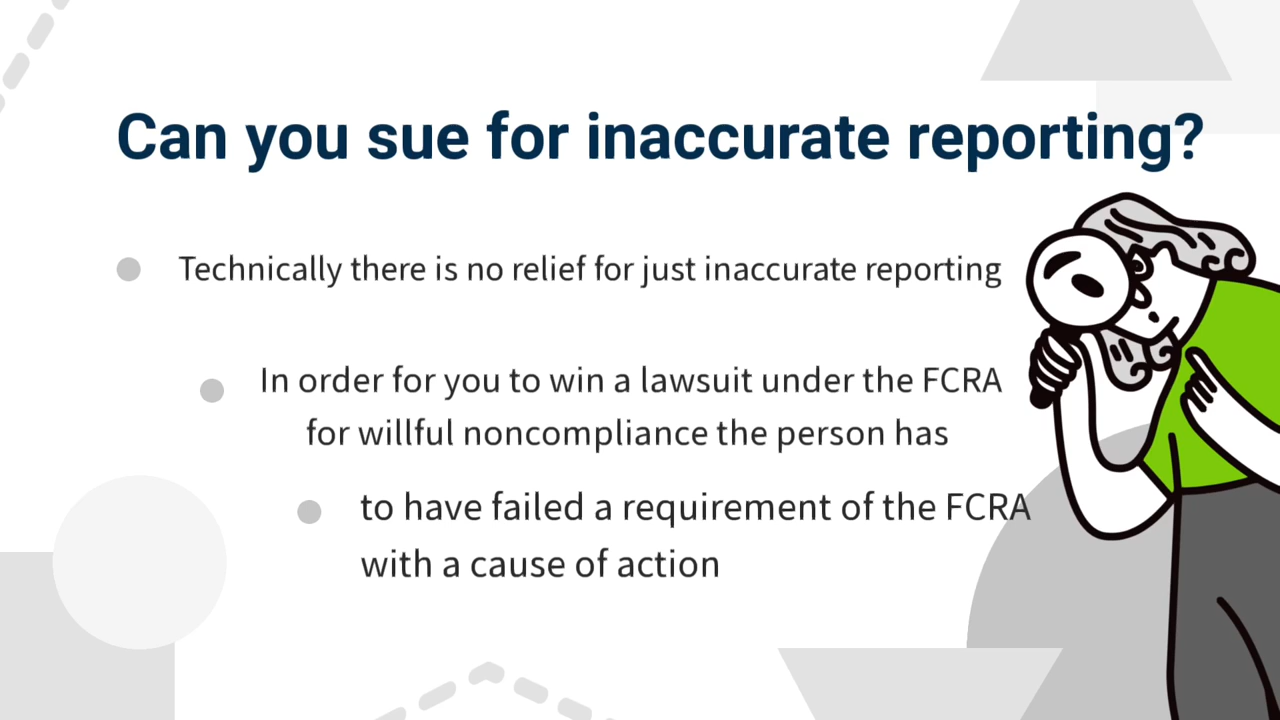 Can you sue for inaccurate reporting?
Technically there is no relief for just inaccurate reporting
In order for you to win a lawsuit under the FCRA
for willful noncompliance the person has
to have failed a requirement of the FCRA
with a cause of action